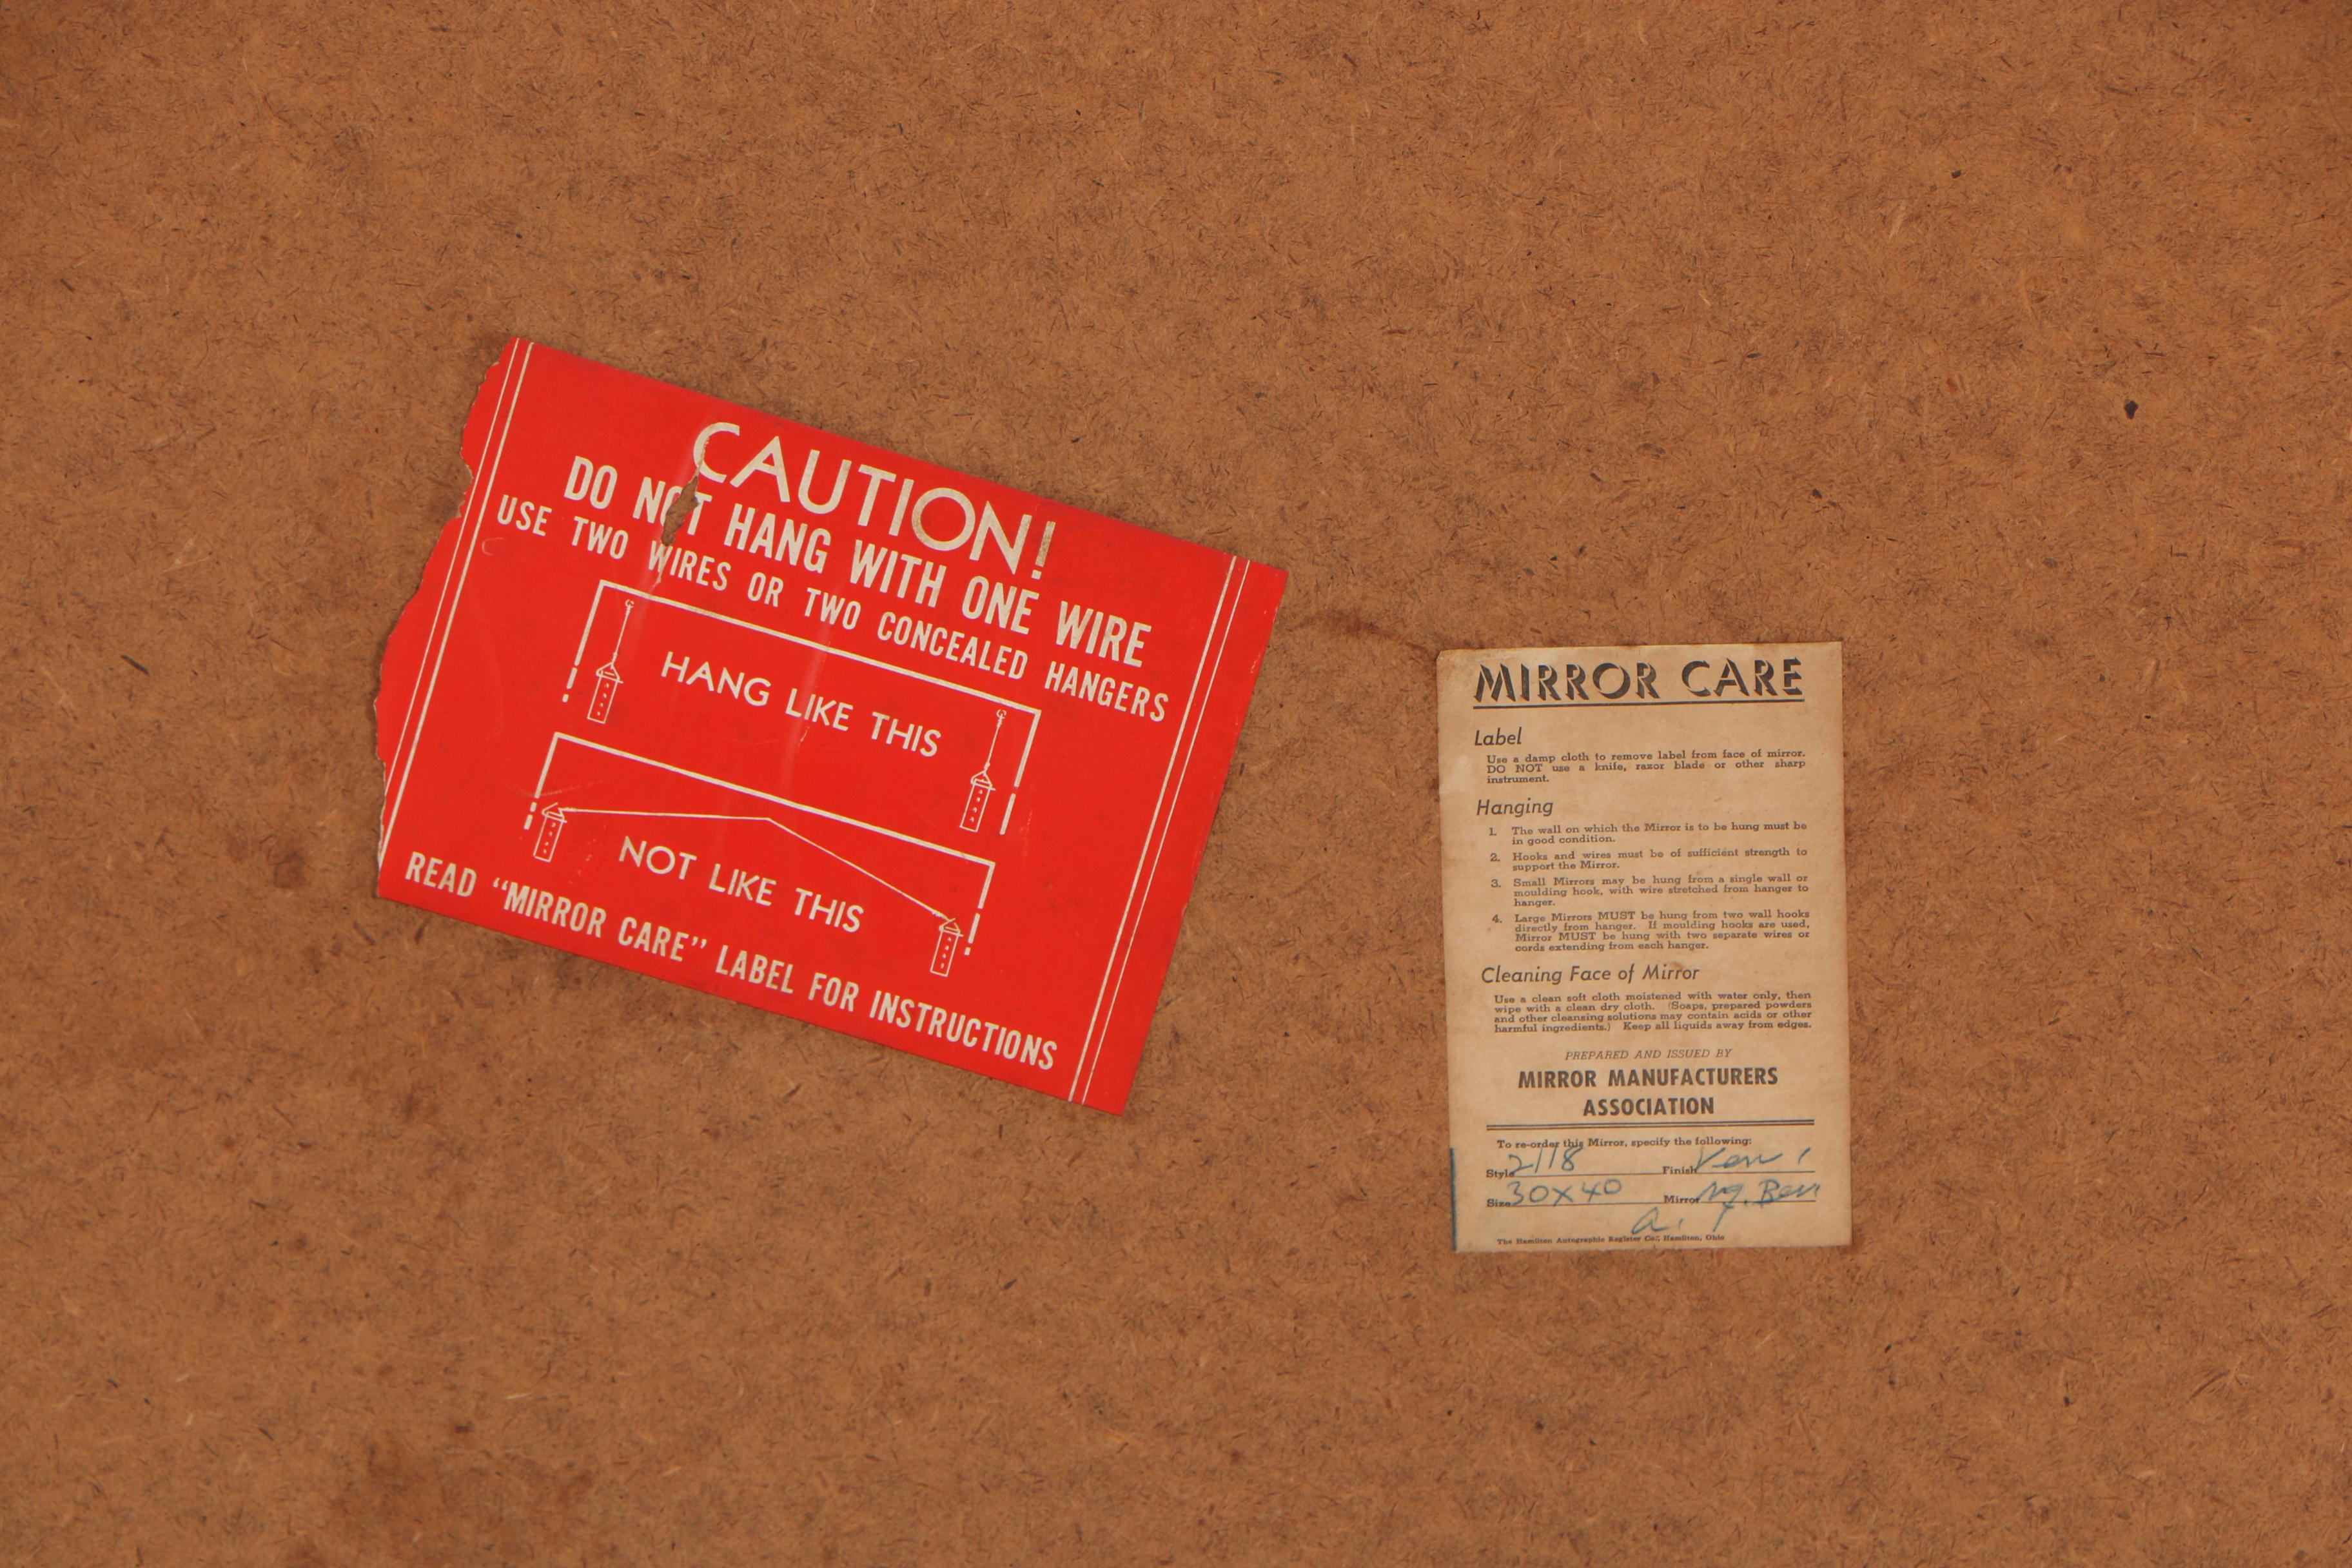 CAUTION!
DO NOT HANG WITH ONE WIRE
USE TWO WIRES OR TWO CONCEALED HANGERS
HANG LIKE THIS
NOT LIKE THIS
READ "MIRROR CARE" LABEL FOR INSTRUCTIONS
MIRROR CARE
Label
Use a damp cloth to remove label from face of mirror.
DO NOT use a knife, razor blade or other sharp
instrument.
Hanging
1. The wall on which the Mirror is to be hung must be
in good condition.
2. Hooks and wires must be of sufficient strength to
support the Mirror.
3. Small Mirrors may be hung from a single wall or
moulding hook, with wire stretched from hanger to
hanger.
4. Large Mirrors MUST be hung from two wall hooks
directly from hanger. If moulding hooks are used,
Mirror MUST be hung with two separate wires or
cords extending from each hanger.
Cleaning Face of Mirror
Use a clean soft cloth moistened with water only, then
wipe with a clean dry cloth. (Soaps, prepared powders
and other cleansing solutions may contain acids or other
harmful ingredients.) Keep all liquids away from edges.
PREPARED AND ISSUED BY
MIRROR MANUFACTURERS
ASSOCIATION
To re-order this Mirror, specify the following:
Style 2118 Finish
Size 30X40 Mirror
The Hamilton Autographic Register Co., Hamilton, Ohio